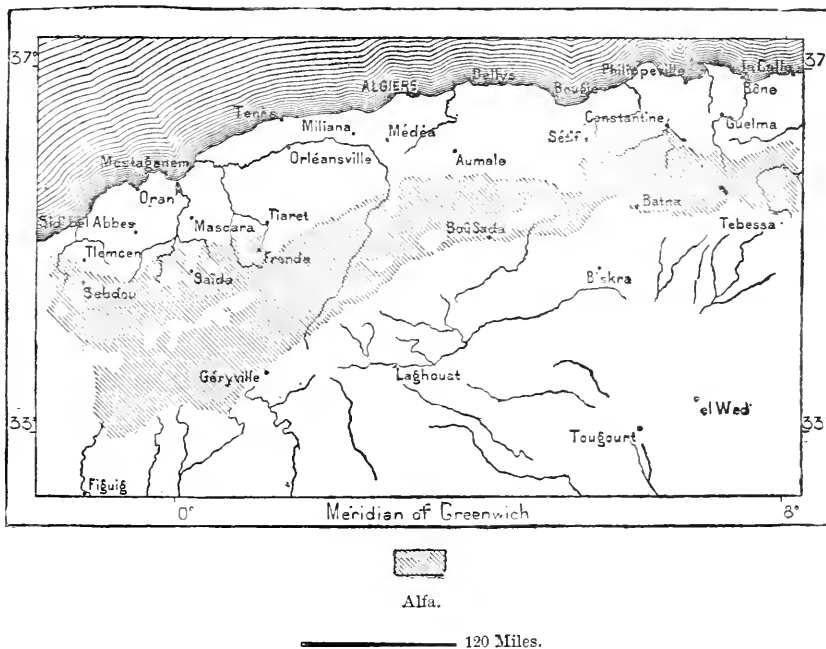 37°
37°
La Calle
Philippeville
Dellys
ALGIERS
Bougie
Bône
Tenès
Constantine
Guelma
Miliana
Médéa
Sétif
Orléansville
Aumale
Mostaganem
Oran
Batna
Tiaret
Sidi bel Abbes
Mascara
Boûsada
Tebessa
Frenda
Tlemcen
Saïda
Biskra
Sebdou
Géryville
Laghouat
el Wed
33°
33
Tougourt
Figuig
0°
Meridian of Greenwich
8°
Alfa.
120 Miles.